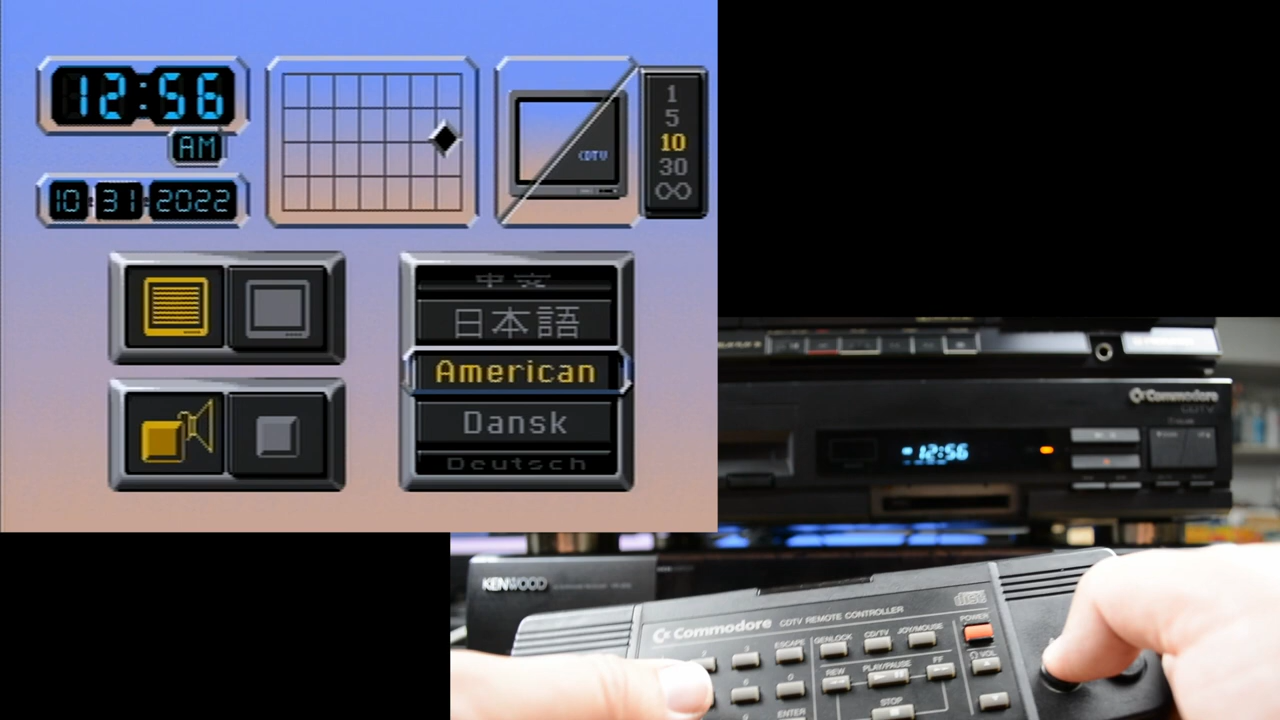 12:56
AM
10 31 2022
CDTV
1
5
10
30
∞
中文
日本語
American
Dansk
Deutsch
Commodore
CDTV
12:56
KENWOOD
Commodore CDTV REMOTE CONTROLLER
POWER
ESCAPE GENLOCK CD/TV JOY/MOUSE
7
VOL
REW PLAY/PAUSE FF
STOP
ENTER